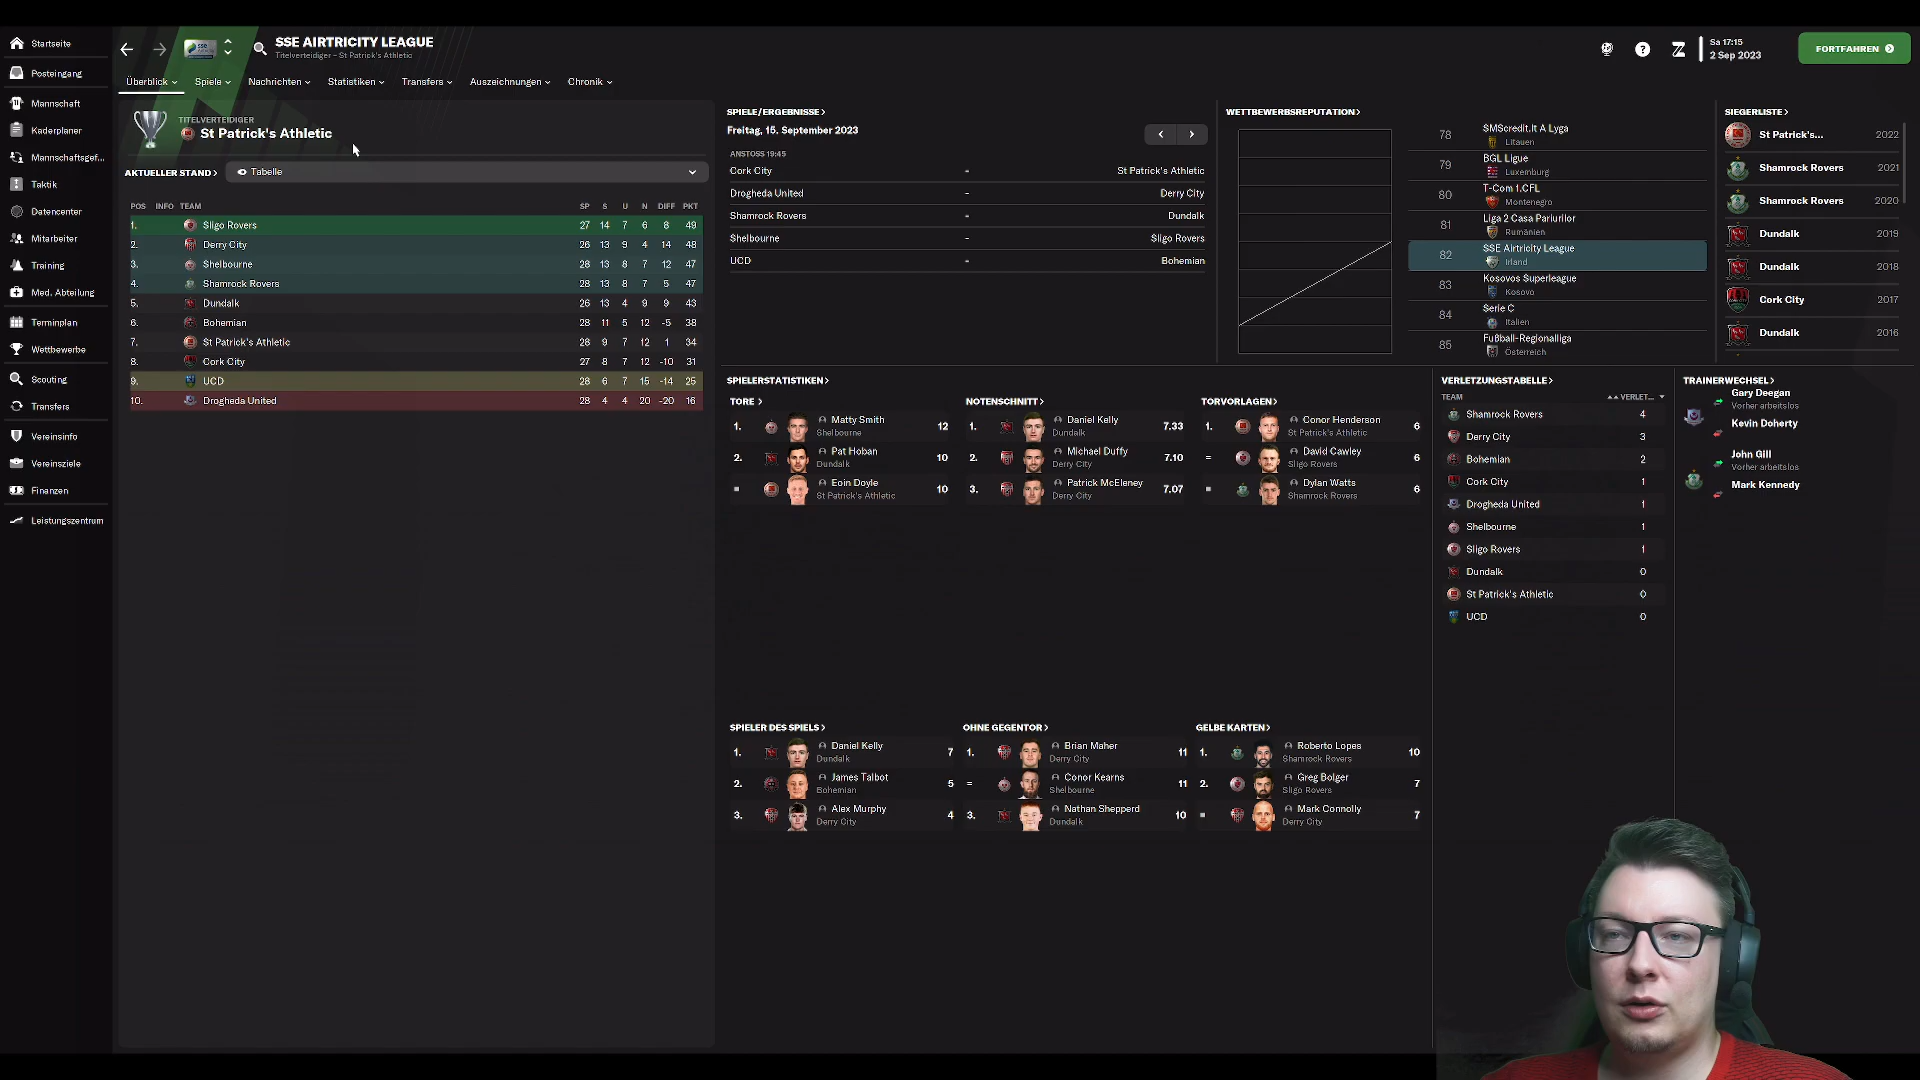 Startseite
Posteingang
Mannschaft
Kaderplaner
Mannschaftsgef...
Taktik
Datencenter
Mitarbeiter
Training
Med. Abteilung
Terminplan
Wettbewerbe
Scouting
Transfers
Vereinsinfo
Vereinsziele
Finanzen
Leistungszentrum
SSE AIRTRICITY LEAGUE
Titelverteidiger - St Patrick's Athletic
Sa 17:15
2 Sep 2023
FORTFAHREN
Überblick Spiele Nachrichten Statistiken Transfers Auszeichnungen Chronik
TITELVERTEIDIGER
St Patrick's Athletic
AKTUELLER STAND Tabelle
POS INFO TEAM SP S U N DIFF PKT
1. Sligo Rovers 27 14 7 6 8 49
2. Derry City 26 13 9 4 14 48
3. Shelbourne 28 13 8 7 12 47
4. Shamrock Rovers 28 13 8 7 5 47
5. Dundalk 26 13 4 9 9 43
6. Bohemian 28 11 5 12 -5 38
7. St Patrick's Athletic 28 9 7 12 1 34
8. Cork City 27 8 7 12 -10 31
9. UCD 28 6 7 15 -14 25
10. Drogheda United 28 4 4 20 -20 16
SPIELE/ERGEBNISSE
Freitag, 15. September 2023
ANSTOSS 19:45
Cork City - St Patrick's Athletic
Drogheda United - Derry City
Shamrock Rovers - Dundalk
Shelbourne - Sligo Rovers
UCD - Bohemian
WETTBEWERBSREPUTATION
78 SMScredit.lt A Lyga
Litauen
79 BGL Ligue
Luxemburg
80 T-Com 1.CFL
Montenegro
81 Liga 2 Casa Pariurilor
Rumänien
82 SSE Airtricity League
Irland
83 Kosovos Superleague
Kosovo
84 Serie C
Italien
85 Fußball-Regionalliga
Österreich
SIEGERLISTE
St Patrick's... 2022
Shamrock Rovers 2021
Shamrock Rovers 2020
Dundalk 2019
Dundalk 2018
Cork City 2017
Dundalk 2016
SPIELERSTATISTIKEN
TORE
1. Matty Smith 12
Shelbourne
2. Pat Hoban 10
Dundalk
= Eoin Doyle 10
St Patrick's Athletic
NOTENSCHNITT
1. Daniel Kelly 7.33
Dundalk
2. Michael Duffy 7.10
Derry City
3. Patrick McEleney 7.07
Derry City
TORVORLAGEN
1. Conor Henderson 6
St Patrick's Athletic
= David Cawley 6
Sligo Rovers
= Dylan Watts 6
Shamrock Rovers
SPIELER DES SPIELS
1. Daniel Kelly 7
Dundalk
2. James Talbot 5
Bohemian
3. Alex Murphy 4
Derry City
OHNE GEGENTOR
1. Brian Maher 11
Derry City
= Conor Kearns 11
Shelbourne
3. Nathan Shepperd 10
Dundalk
GELBE KARTEN
1. Roberto Lopes 10
Shamrock Rovers
2. Greg Bolger 7
Sligo Rovers
= Mark Connolly 7
Derry City
VERLETZUNGSTABELLE
TEAM VERLET...
Shamrock Rovers 4
Derry City 3
Bohemian 2
Cork City 1
Drogheda United 1
Shelbourne 1
Sligo Rovers 1
Dundalk 0
St Patrick's Athletic 0
UCD 0
TRAINERWECHSEL
Gary Deegan
Vorher arbeitslos
Kevin Doherty
John Gill
Vorher arbeitslos
Mark Kennedy